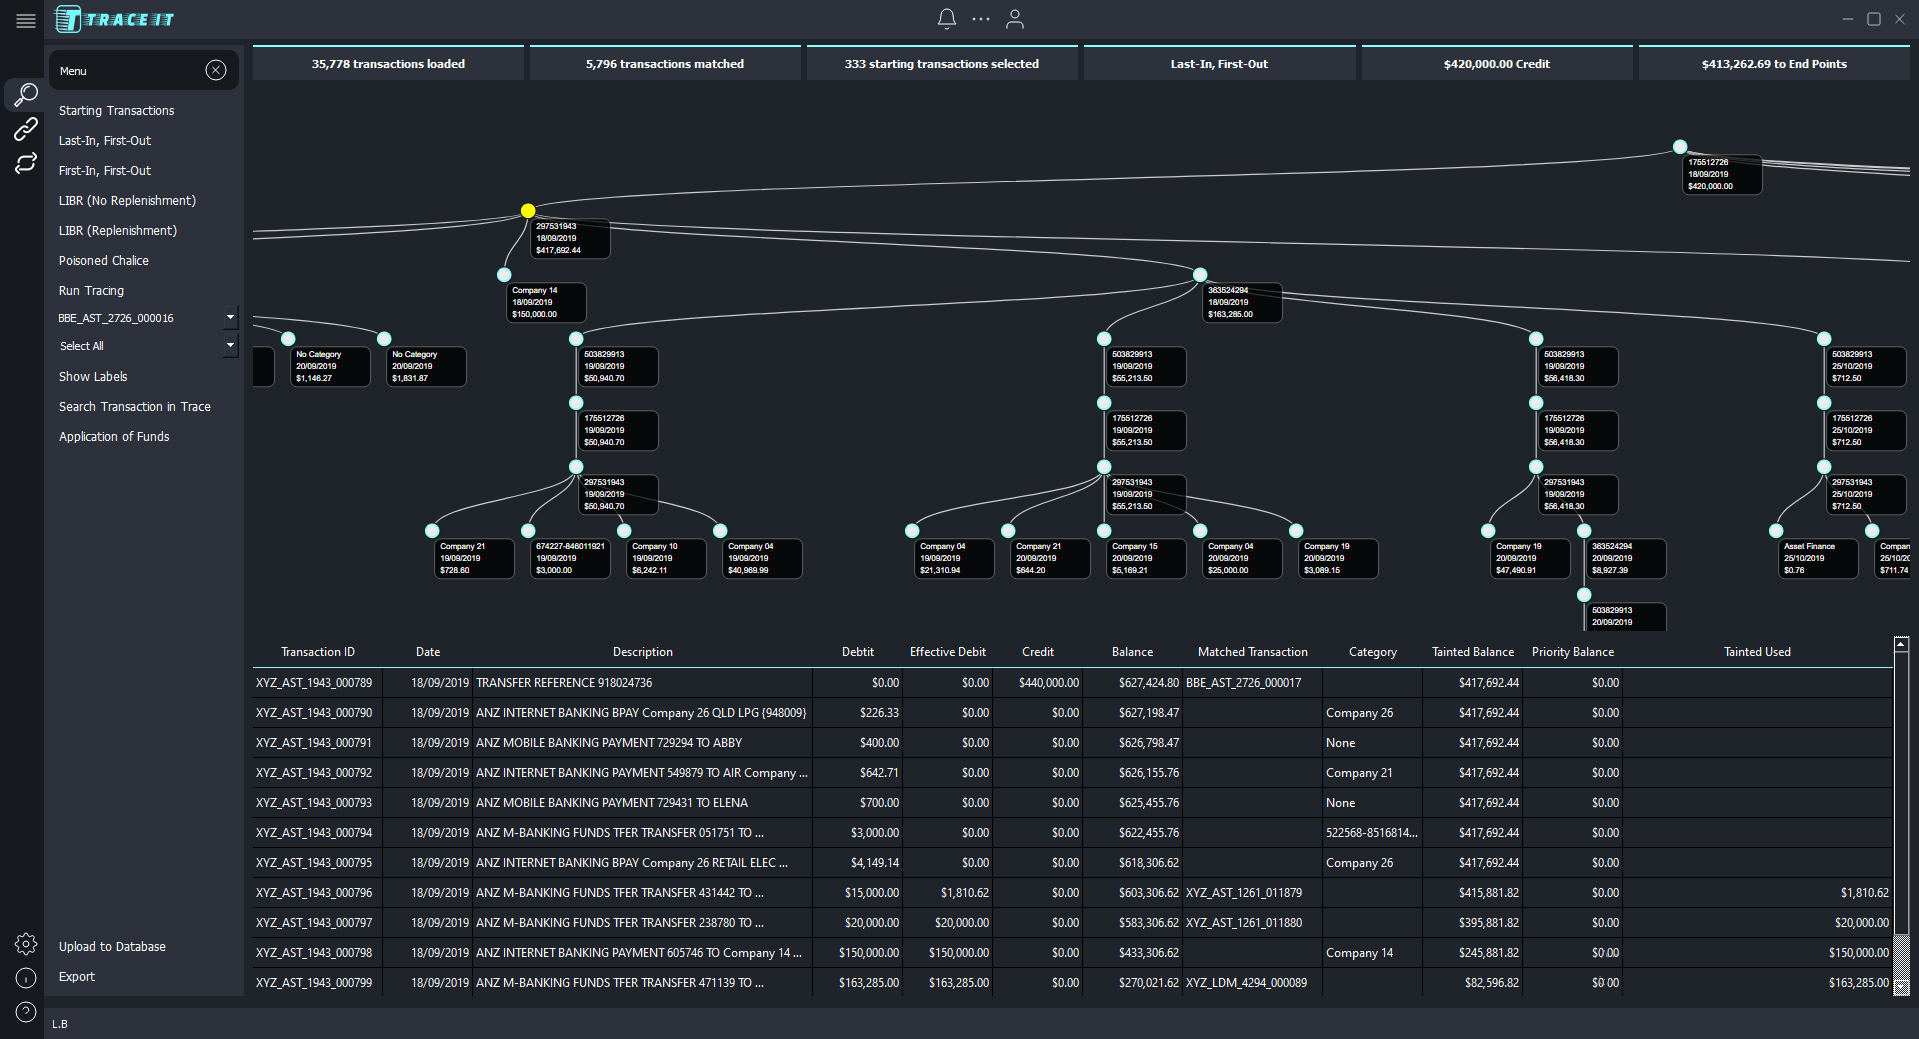 TRACE IT
35,778 transactions loaded
5,796 transactions matched
333 starting transactions selected
Last-In, First-Out
$420,000.00 Credit
$413,262.69 to End Points
Menu
Starting Transactions
Last-In, First-Out
First-In, First-Out
LIBR (No Replenishment)
LIBR (Replenishment)
Poisoned Chalice
Run Tracing
BBE_AST_2726_000016
Select All
Show Labels
Search Transaction in Trace
Application of Funds
Upload to Database
Export
L.B
175512726
18/09/2019
$420,000.00
297531943
18/09/2019
$417,692.44
Company 14
18/09/2019
$150,000.00
363524294
18/09/2019
$163,285.00
No Category
20/09/2019
$1,146.27
No Category
20/09/2019
$1,831.87
503829913
19/09/2019
$50,940.70
503829913
19/09/2019
$55,213.50
503829913
19/09/2019
$56,418.30
503829913
25/10/2019
$712.50
175512726
19/09/2019
$50,940.70
175512726
19/09/2019
$55,213.50
175512726
19/09/2019
$56,418.30
175512726
25/10/2019
$712.50
297531943
19/09/2019
$50,940.70
297531943
19/09/2019
$55,213.50
297531943
19/09/2019
$56,418.30
297531943
25/10/2019
$712.50
Company 21
19/09/2019
$728.60
674227-846011921
19/09/2019
$3,000.00
Company 10
19/09/2019
$6,242.11
Company 04
19/09/2019
$40,969.99
Company 04
19/09/2019
$21,310.94
Company 21
20/09/2019
$644.20
Company 15
20/09/2019
$5,169.21
Company 04
20/09/2019
$25,000.00
Company 19
20/09/2019
$3,089.15
Company 19
20/09/2019
$47,490.91
363524294
20/09/2019
$8,927.39
Asset Finance
25/10/2019
$0.76
Compan
25/10/20
$711.74
503829913
20/09/2019
Transaction ID Date Description Debtit Effective Debit Credit Balance Matched Transaction Category Tainted Balance Priority Balance Tainted Used
XYZ_AST_1943_000789 18/09/2019 TRANSFER REFERENCE 918024736 $0.00 $0.00 $440,000.00 $627,424.80 BBE_AST_2726_000017 $417,692.44 $0.00
XYZ_AST_1943_000790 18/09/2019 ANZ INTERNET BANKING BPAY Company 26 QLD LPG {948009} $226.33 $0.00 $0.00 $627,198.47 Company 26 $417,692.44 $0.00
XYZ_AST_1943_000791 18/09/2019 ANZ MOBILE BANKING PAYMENT 729294 TO ABBY $400.00 $0.00 $0.00 $626,798.47 None $417,692.44 $0.00
XYZ_AST_1943_000792 18/09/2019 ANZ INTERNET BANKING PAYMENT 549879 TO AIR Company ... $642.71 $0.00 $0.00 $626,155.76 Company 21 $417,692.44 $0.00
XYZ_AST_1943_000793 18/09/2019 ANZ MOBILE BANKING PAYMENT 729431 TO ELENA $700.00 $0.00 $0.00 $625,455.76 None $417,692.44 $0.00
XYZ_AST_1943_000794 18/09/2019 ANZ M-BANKING FUNDS TFER TRANSFER 051751 TO ... $3,000.00 $0.00 $0.00 $622,455.76 522568-8516814... $417,692.44 $0.00
XYZ_AST_1943_000795 18/09/2019 ANZ INTERNET BANKING BPAY Company 26 RETAIL ELEC ... $4,149.14 $0.00 $0.00 $618,306.62 Company 26 $417,692.44 $0.00
XYZ_AST_1943_000796 18/09/2019 ANZ M-BANKING FUNDS TFER TRANSFER 431442 TO ... $15,000.00 $1,810.62 $0.00 $603,306.62 XYZ_AST_1261_011879 $415,881.82 $0.00 $1,810.62
XYZ_AST_1943_000797 18/09/2019 ANZ M-BANKING FUNDS TFER TRANSFER 238780 TO ... $20,000.00 $20,000.00 $0.00 $583,306.62 XYZ_AST_1261_011880 $395,881.82 $0.00 $20,000.00
XYZ_AST_1943_000798 18/09/2019 ANZ INTERNET BANKING PAYMENT 605746 TO Company 14 ... $150,000.00 $150,000.00 $0.00 $433,306.62 Company 14 $245,881.82 $0.00 $150,000.00
XYZ_AST_1943_000799 18/09/2019 ANZ M-BANKING FUNDS TFER TRANSFER 471139 TO ... $163,285.00 $163,285.00 $0.00 $270,021.62 XYZ_LDM_4294_000089 $82,596.82 $0.00 $163,285.00